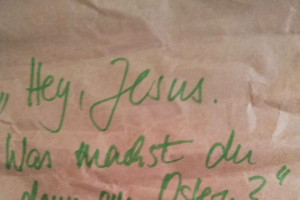 „Hey, Jesus.
Was machst du
denn an Ostern?“